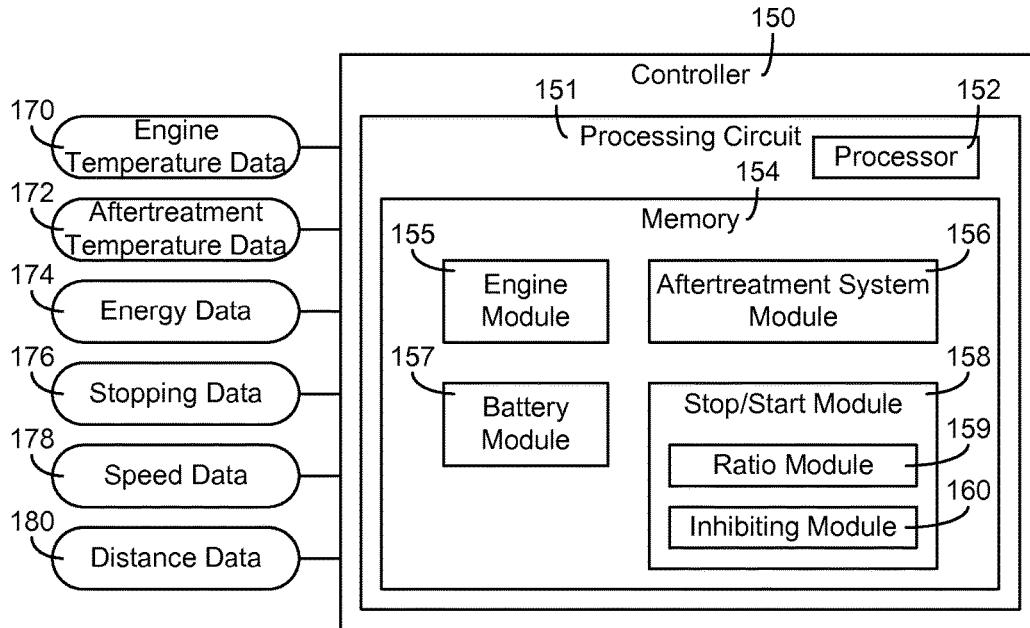 150
Controller
151
152
Processing Circuit
Processor
170
Engine
Temperature Data
154
172
Memory
Aftertreatment
Temperature Data
155
156
174
Engine
Module
Aftertreatment System
Module
Energy Data
176
157
158
Stopping Data
Battery
Module
Stop/Start Module
178
159
Speed Data
Ratio Module
180
160
Distance Data
Inhibiting Module